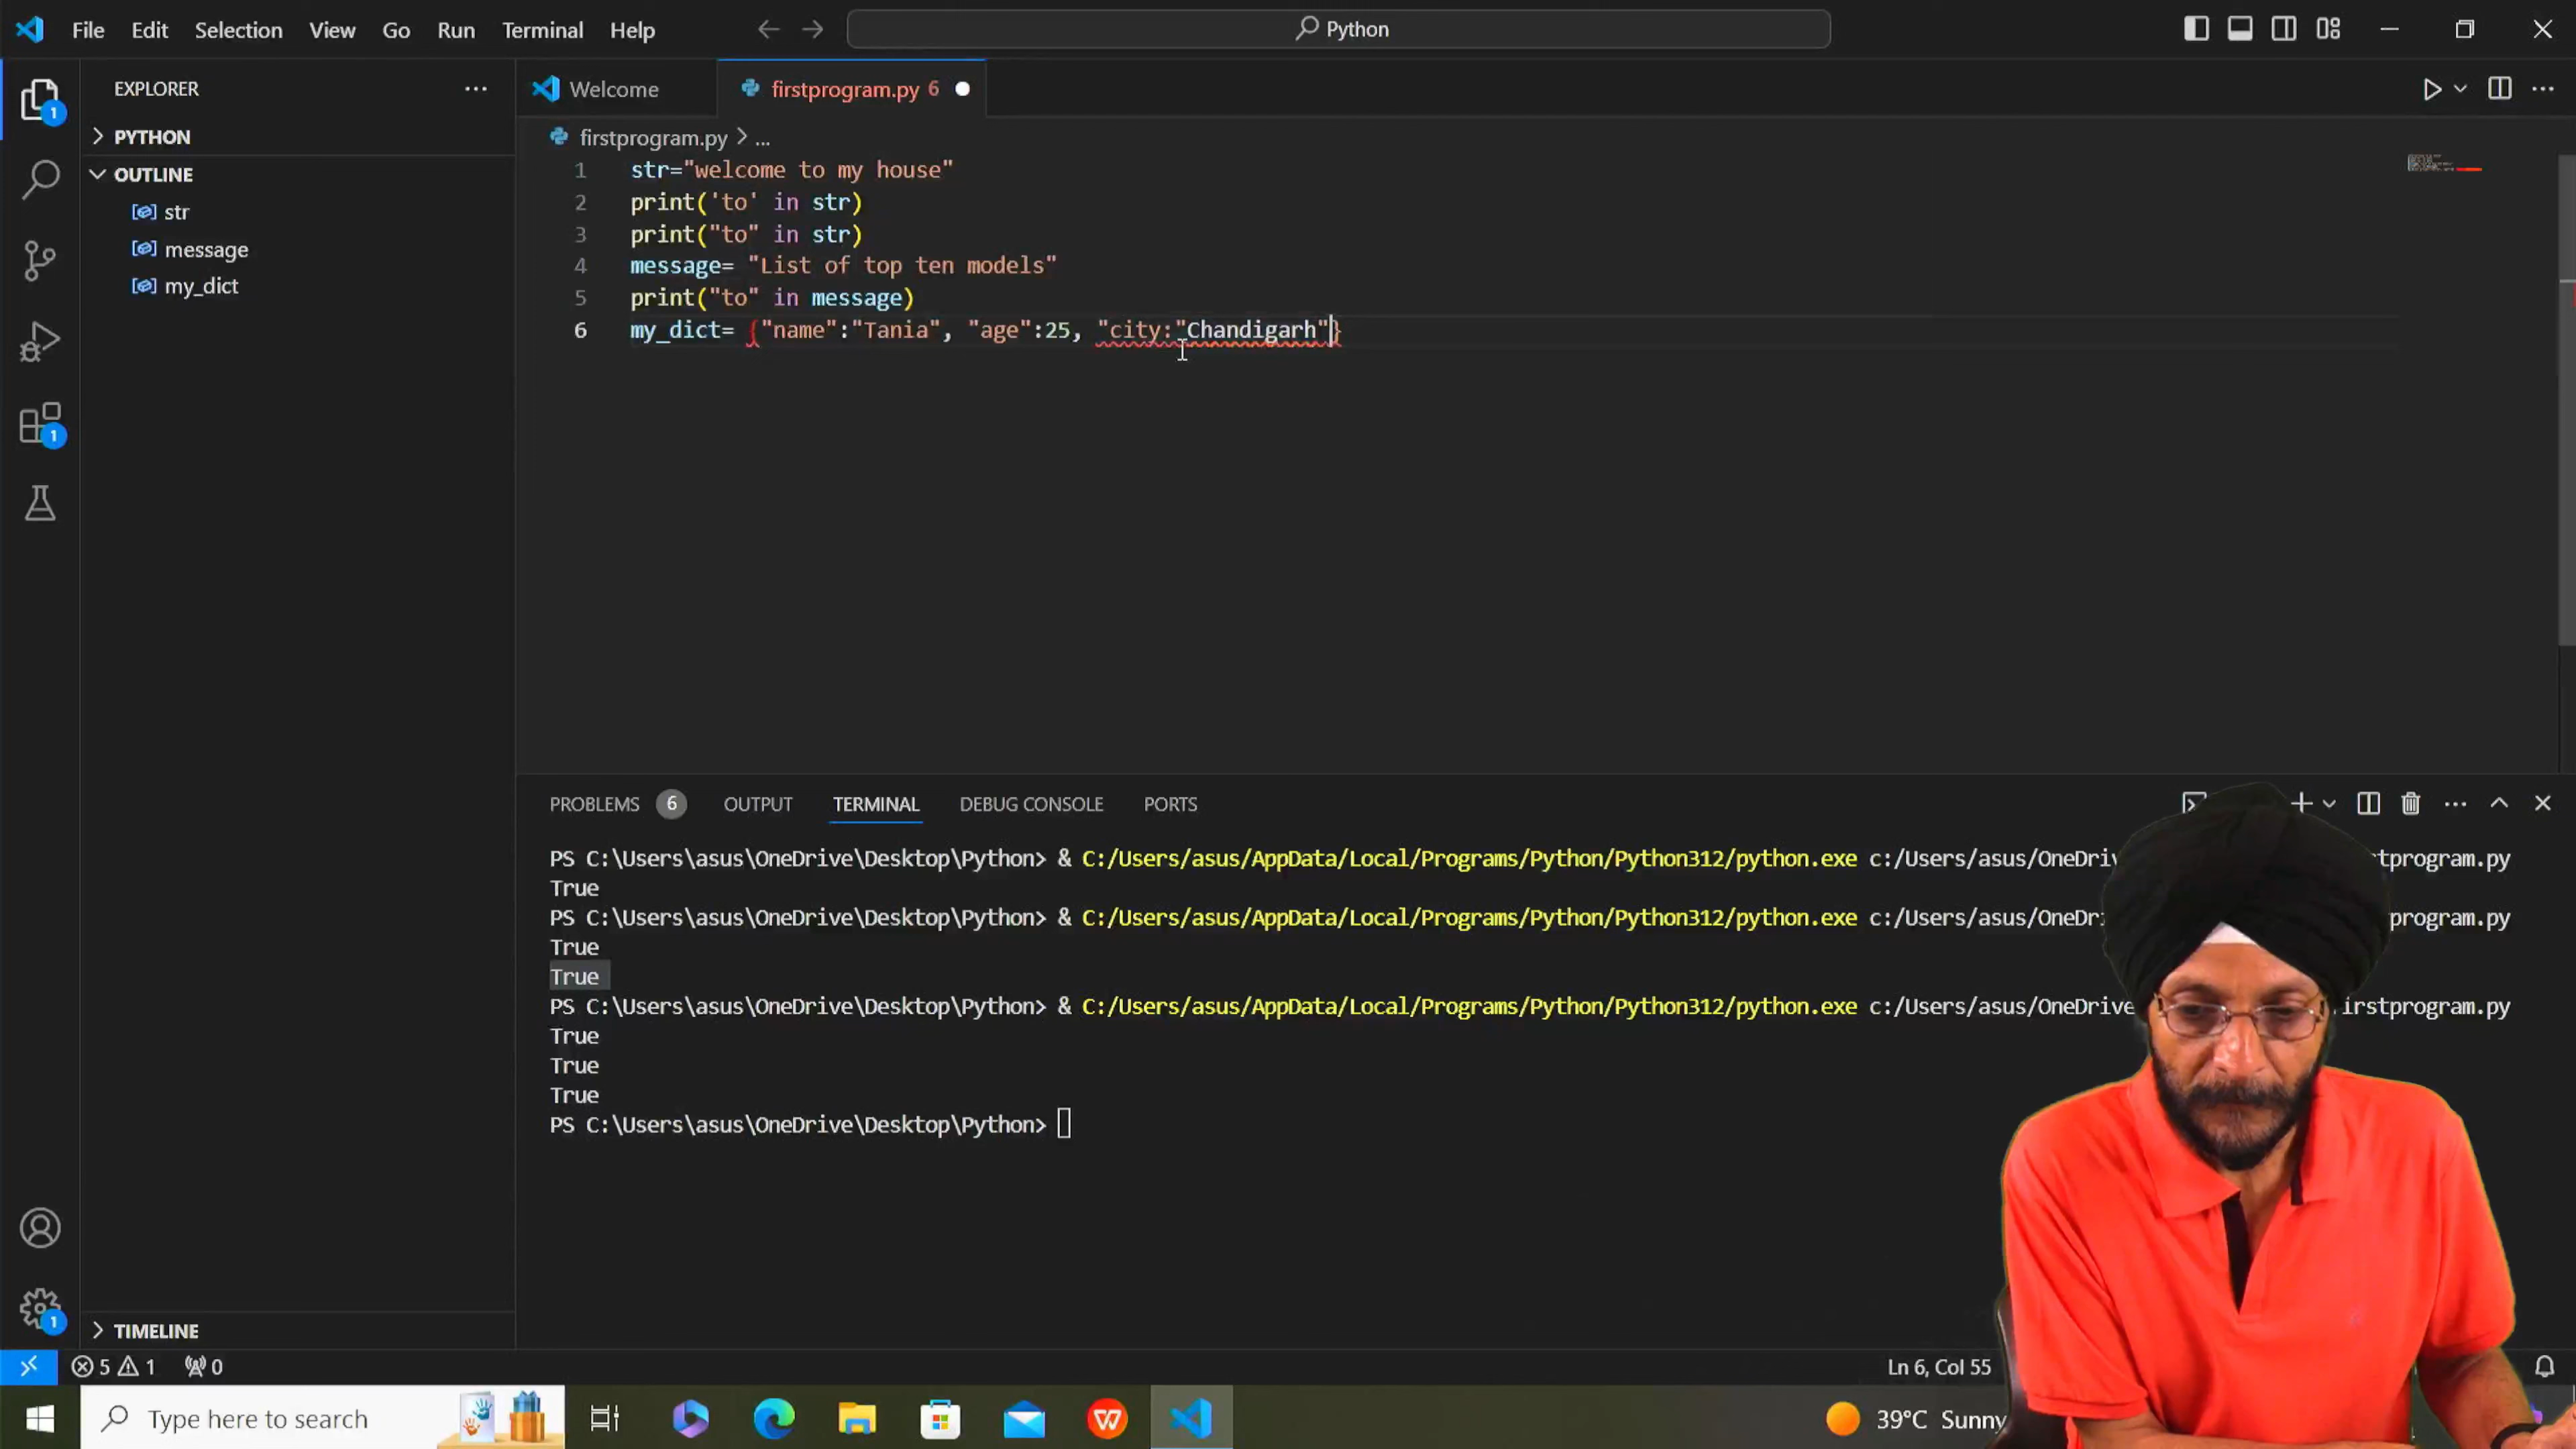 File Edit Selection View Go Run Terminal Help Python
EXPLORER
PYTHON
OUTLINE
str
message
my_dict
TIMELINE
Welcome firstprogram.py 6
firstprogram.py > ...
1 str="welcome to my house"
2 print('to' in str)
3 print("to" in str)
4 message= "List of top ten models"
5 print("to" in message)
6 my_dict= {"name":"Tania", "age":25, "city:"Chandigarh"}
PROBLEMS 6 OUTPUT TERMINAL DEBUG CONSOLE PORTS
PS C:\Users\asus\OneDrive\Desktop\Python> & C:/Users/asus/AppData/Local/Programs/Python/Python312/python.exe c:/Users/asus/OneDriv stprogram.py
True
PS C:\Users\asus\OneDrive\Desktop\Python> & C:/Users/asus/AppData/Local/Programs/Python/Python312/python.exe c:/Users/asus/OneDri program.py
True
True
PS C:\Users\asus\OneDrive\Desktop\Python> & C:/Users/asus/AppData/Local/Programs/Python/Python312/python.exe c:/Users/asus/OneDrive irstprogram.py
True
True
True
PS C:\Users\asus\OneDrive\Desktop\Python>
5 1 0 Ln 6, Col 55
Type here to search 39°C Sunny
1
1
1